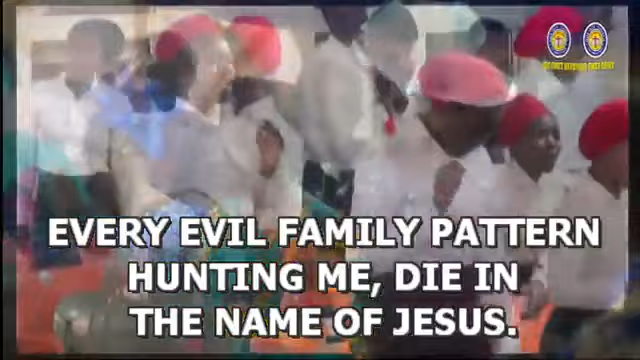 EVERY EVIL FAMILY PATTERN
HUNTING ME, DIE IN
THE NAME OF JESUS.